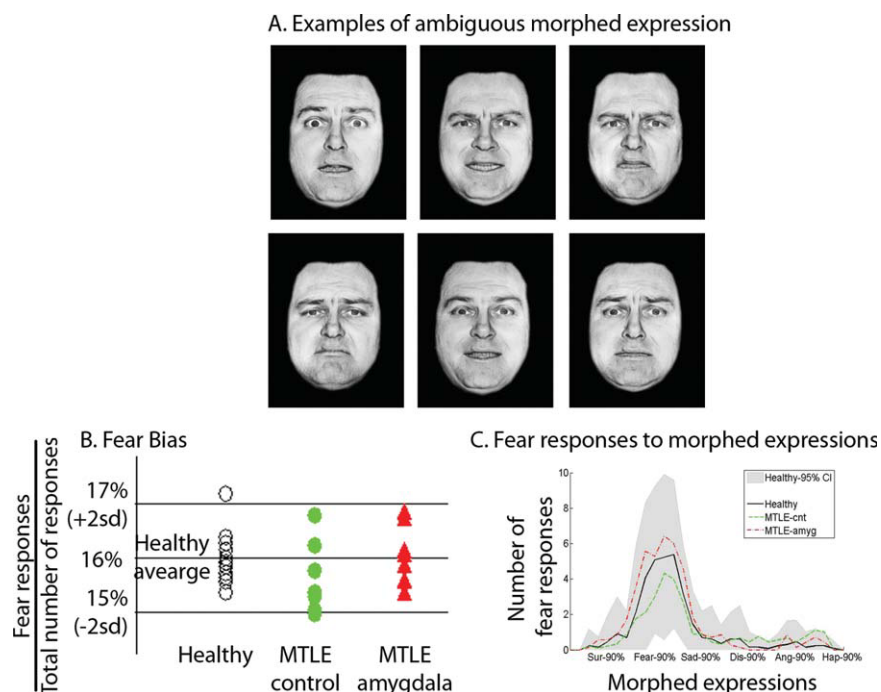 A. Examples of ambiguous morphed expression
B. Fear Bias
Fear responses
Total number of responses
17%
(+2sd)
16%
15%
(-2sd)
Healthy
avearge
Healthy
MTLE
control
MTLE
amygdala
C. Fear responses to morphed expressions
Number of
fear responses
10
8
6
4
2
0
Healthy-95% CI
Healthy
MTLE-cnt
MTLE-amyg
Sur-90%
Fear-90%
Sad-90%
Dis-90%
Ang-90%
Hap-90%
Morphed expressions